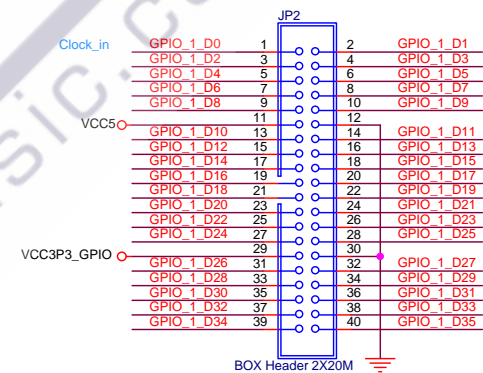 JP2
Clock_in GPIO_1_D0 1 2 GPIO_1_D1
GPIO_1_D2 3 4 GPIO_1_D3
GPIO_1_D4 5 6 GPIO_1_D5
GPIO_1_D6 7 8 GPIO_1_D7
GPIO_1_D8 9 10 GPIO_1_D9
VCC5 11 12
GPIO_1_D10 13 14 GPIO_1_D11
GPIO_1_D12 15 16 GPIO_1_D13
GPIO_1_D14 17 18 GPIO_1_D15
GPIO_1_D16 19 20 GPIO_1_D17
GPIO_1_D18 21 22 GPIO_1_D19
GPIO_1_D20 23 24 GPIO_1_D21
GPIO_1_D22 25 26 GPIO_1_D23
GPIO_1_D24 27 28 GPIO_1_D25
VCC3P3_GPIO 29 30
GPIO_1_D26 31 32 GPIO_1_D27
GPIO_1_D28 33 34 GPIO_1_D29
GPIO_1_D30 35 36 GPIO_1_D31
GPIO_1_D32 37 38 GPIO_1_D33
GPIO_1_D34 39 40 GPIO_1_D35
BOX Header 2X20M